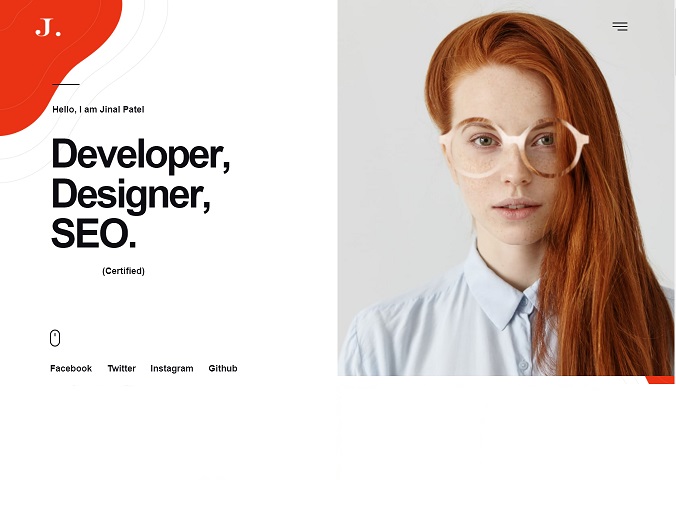 J.
Hello, I am Jinal Patel
Developer,
Designer,
SEO.
(Certified)
Facebook Twitter Instagram Github